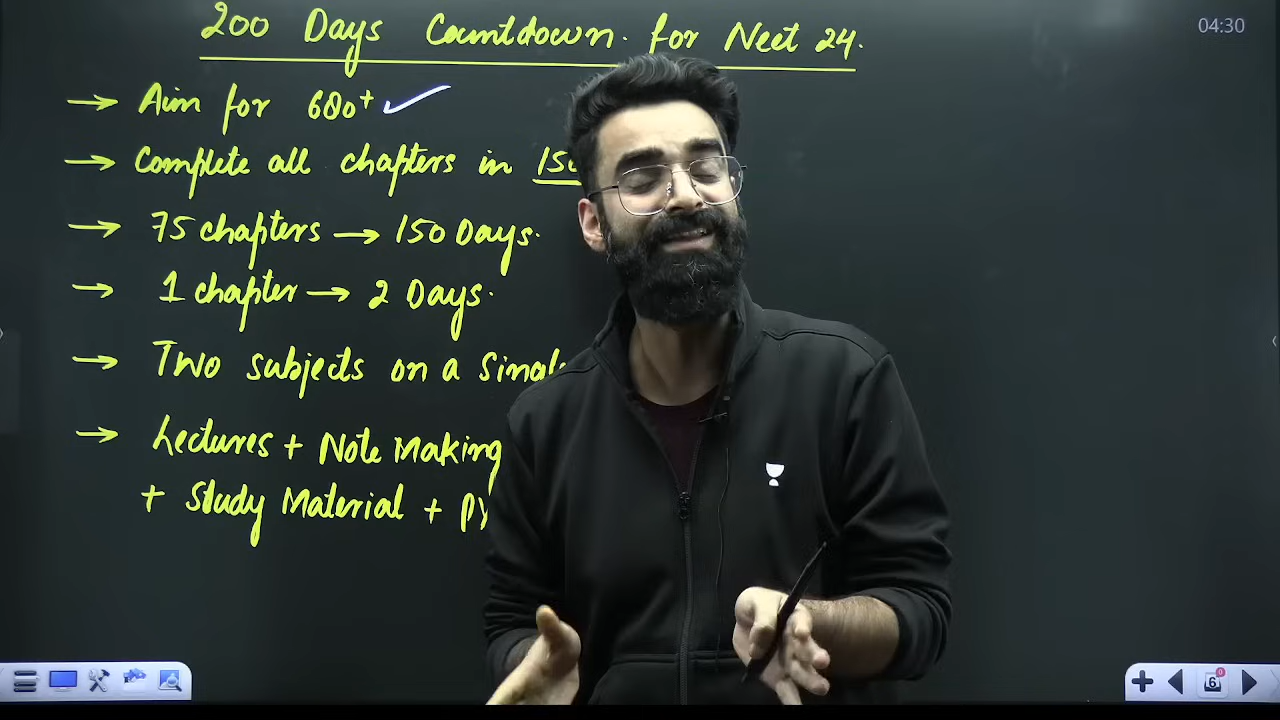 200 Days Countdown. for Neet 24.
04:30
→ Aim for 680+ ✓
→ Complete all chapters in
→ 75 chapters → 150 Days.
→ 1 chapter → 2 Days.
→ Two subjects on a
→ Lectures + Note Making
+ Study Material +
6